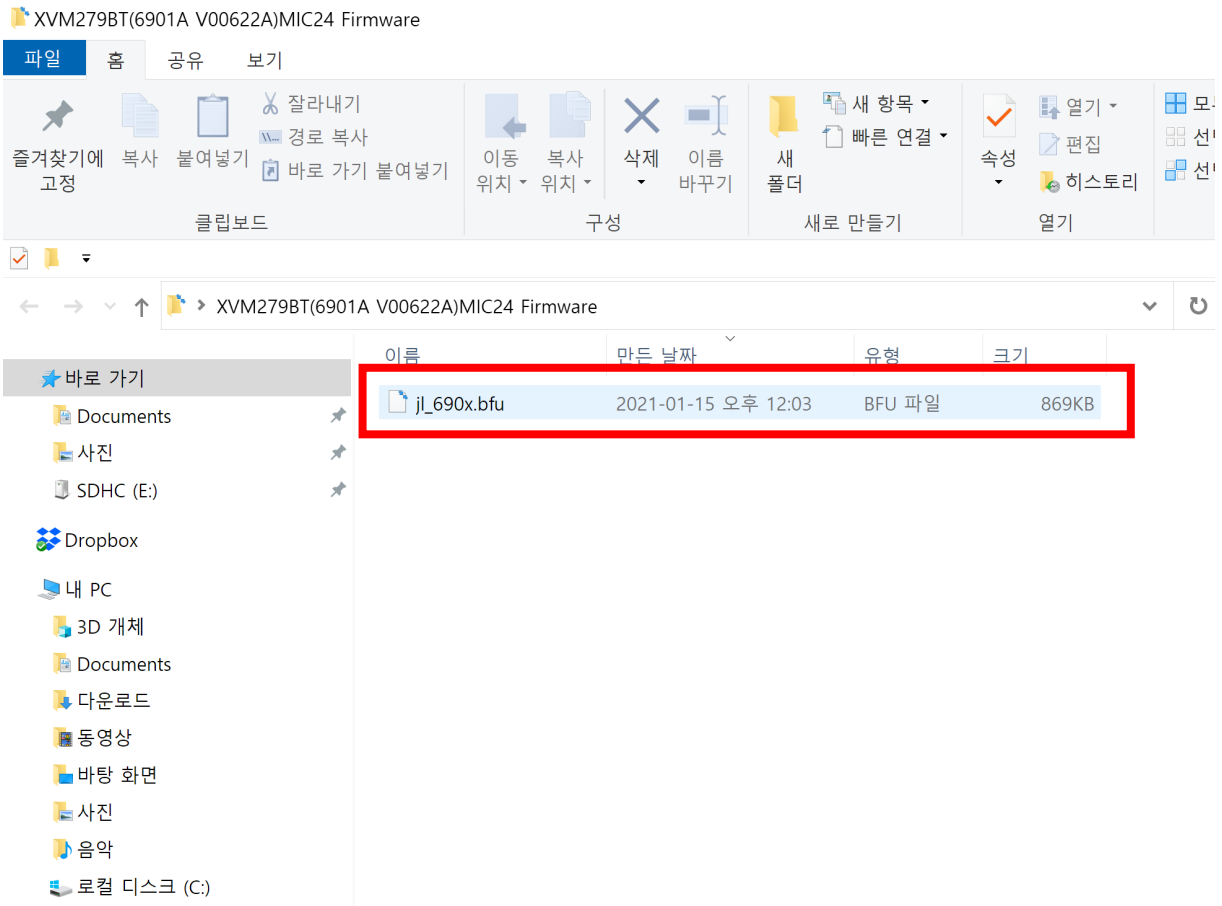 XVM279BT(6901A V00622A)MIC24 Firmware
파일 홈 공유 보기
즐겨찾기에
고정
복사
붙여넣기
잘라내기
경로 복사
바로 가기 붙여넣기
클립보드
이동
위치
복사
위치
삭제
이름
바꾸기
구성
새
폴더
새 항목
빠른 연결
새로 만들기
속성
열기
편집
히스토리
열기
XVM279BT(6901A V00622A)MIC24 Firmware
이름 만든 날짜 유형 크기
jl_690x.bfu 2021-01-15 오후 12:03 BFU 파일 869KB
바로 가기
Documents
사진
SDHC (E:)
Dropbox
내 PC
3D 개체
Documents
다운로드
동영상
바탕 화면
사진
음악
로컬 디스크 (C:)